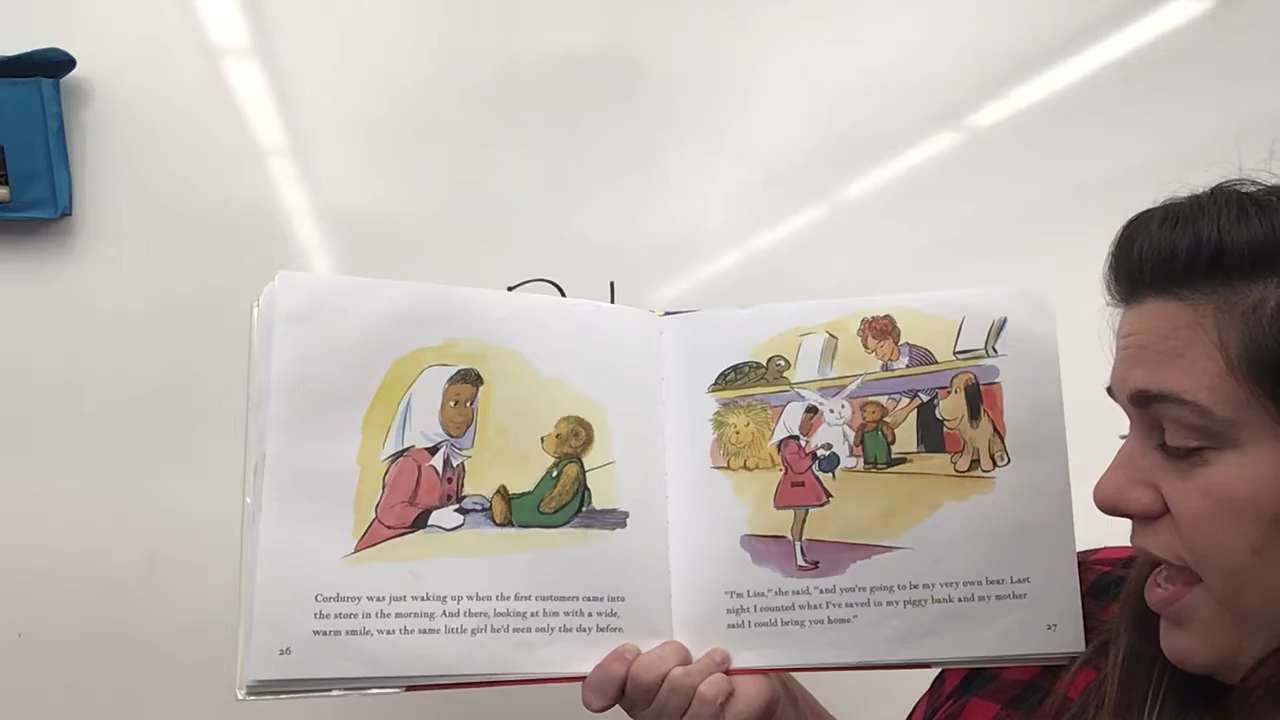 Corduroy was just waking up when the first customers came into
the store in the morning. And there, looking at him with a wide,
warm smile, was the same little girl he'd seen only the day before.
26
"I'm Lisa," she said, "and you're going to be my very own bear. Last
night I counted what I've saved in my piggy bank and my mother
said I could bring you home."
27